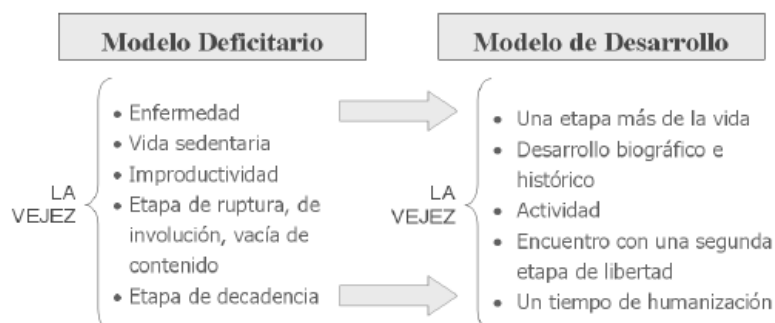 Modelo Deficitario
LA
VEJEZ
• Enfermedad
• Vida sedentaria
• Improductividad
• Etapa de ruptura, de
involución, vacía de
contenido
• Etapa de decadencia
Modelo de Desarrollo
LA
VEJEZ
• Una etapa más de la vida
• Desarrollo biográfico e
histórico
• Actividad
• Encuentro con una segunda
etapa de libertad
• Un tiempo de humanización